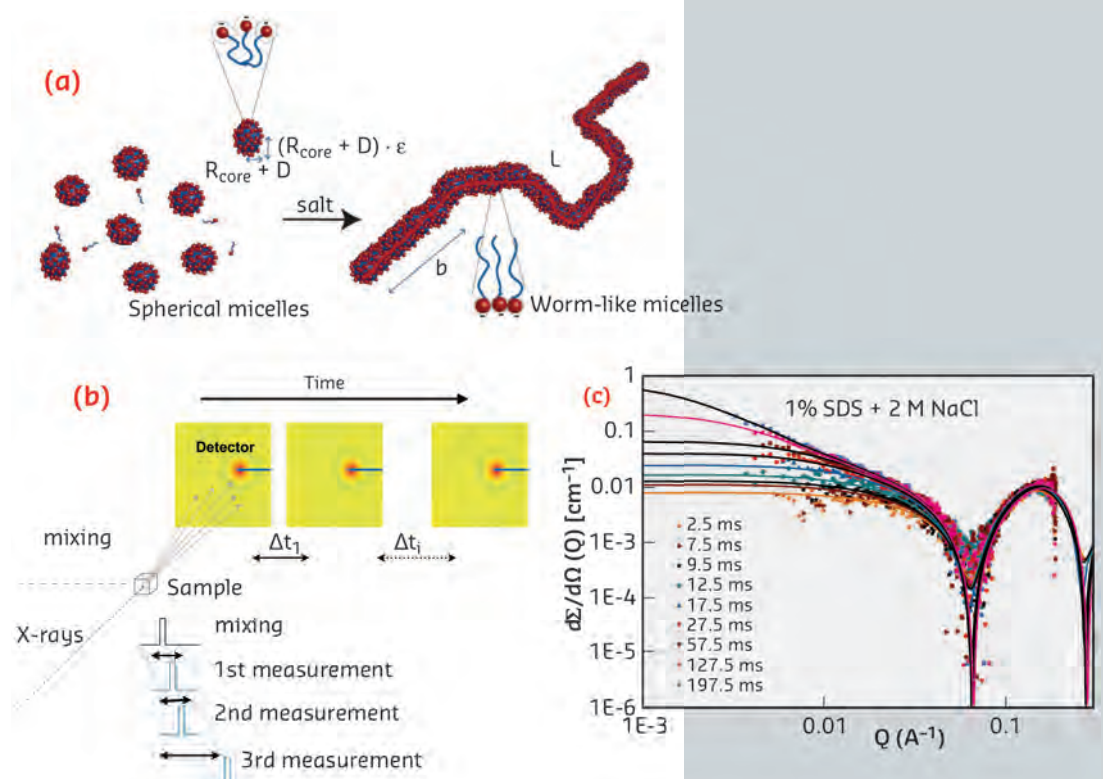 (a)
(R_core + D) · ε
R_core + D
L
salt
b
Spherical micelles
Worm-like micelles
(b)
Time
Detector
Δt₁
Δtᵢ
mixing
Sample
X-rays
mixing
1st measurement
2nd measurement
3rd measurement
(c)
1% SDS + 2 M NaCl
1
0.1
0.01
1E-3
1E-4
1E-5
1E-6
dΣ/dΩ (Q) [cm⁻¹]
2.5 ms
7.5 ms
9.5 ms
12.5 ms
17.5 ms
27.5 ms
57.5 ms
127.5 ms
197.5 ms
1E-3
0.01
0.1
Q (A⁻¹)